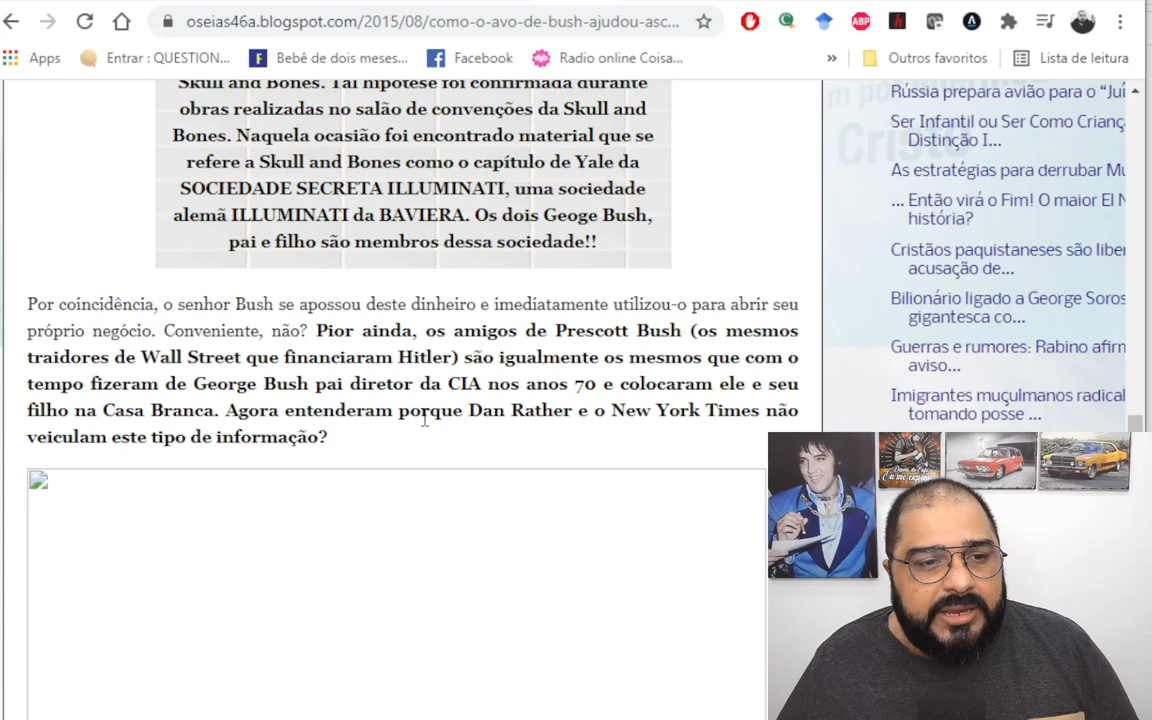 oseias46a.blogspot.com/2015/08/como-o-avo-de-bush-ajudou-asc...
ABP
Apps
Entrar : QUESTION...
F
Bebê de dois meses...
Facebook
Radio online Coisa...
»
Outros favoritos
Lista de leitura
Skull and Bones. Tal hipótese foi confirmada durante
obras realizadas no salão de convenções da Skull and
Bones. Naquela ocasião foi encontrado material que se
refere a Skull and Bones como o capítulo de Yale da
SOCIEDADE SECRETA ILLUMINATI, uma sociedade
alemã ILLUMINATI da BAVIERA. Os dois Geoge Bush,
pai e filho são membros dessa sociedade!!
Por coincidência, o senhor Bush se apossou deste dinheiro e imediatamente utilizou-o para abrir seu
próprio negócio. Conveniente, não? Pior ainda, os amigos de Prescott Bush (os mesmos
traidores de Wall Street que financiaram Hitler) são igualmente os mesmos que com o
tempo fizeram de George Bush pai diretor da CIA nos anos 70 e colocaram ele e seu
filho na Casa Branca. Agora entenderam porque Dan Rather e o New York Times não
veiculam este tipo de informação?
Rússia prepara avião para o “Juí
Ser Infantil ou Ser Como Crianç
Distinção I...
As estratégias para derrubar Mu
... Então virá o Fim! O maior El N
história?
Cristãos paquistaneses são liber
acusação de...
Bilionário ligado a George Soros
gigantesca co...
Guerras e rumores: Rabino afirm
aviso...
Imigrantes muçulmanos radicai
tomando posse ...